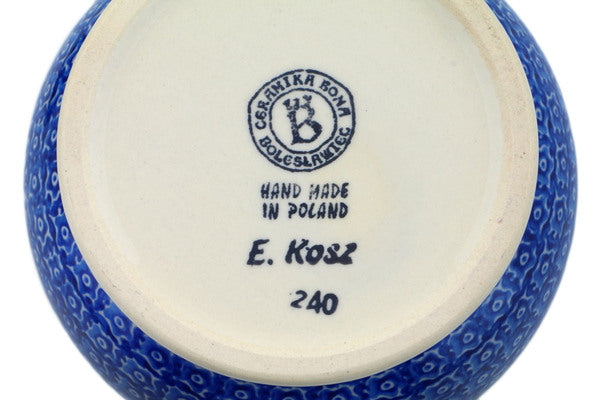 CERAMIKA BONA
B
BOLESŁAWIEC
HAND MADE
IN POLAND
E. Kosz
240